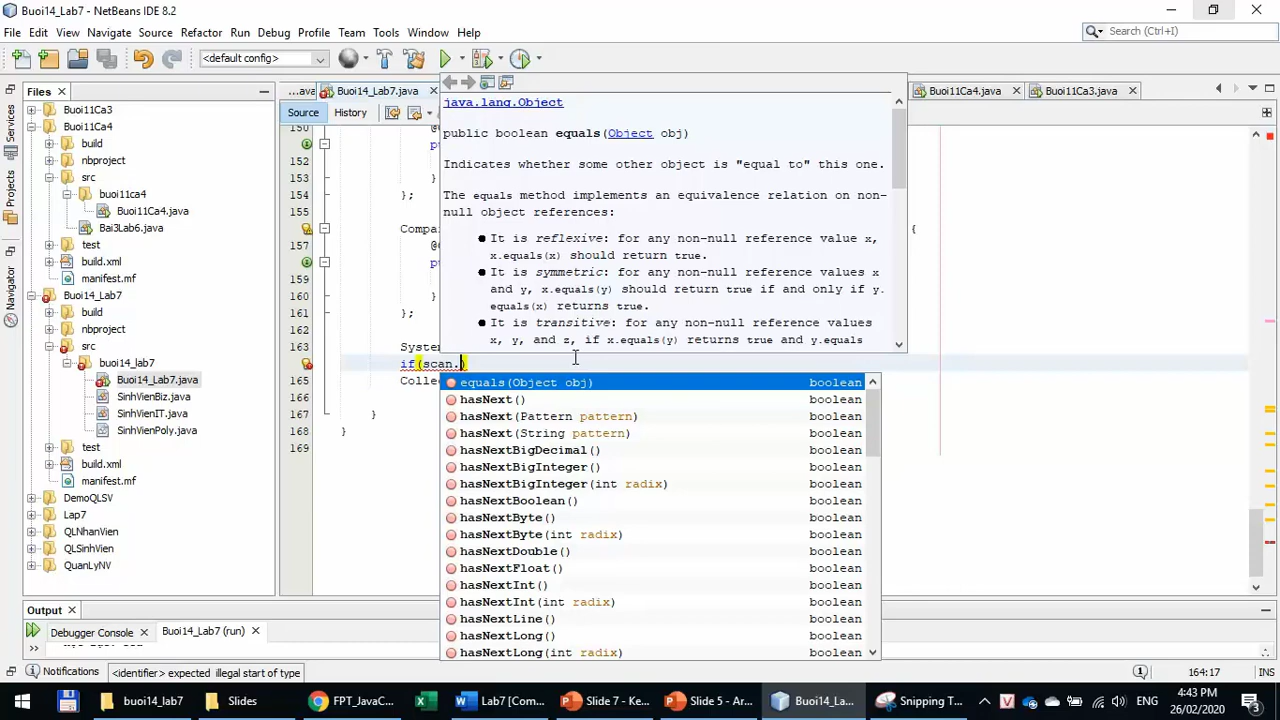 Buoi14_Lab7 - NetBeans IDE 8.2
File Edit View Navigate Source Refactor Run Debug Profile Team Tools Window Help
Search (Ctrl+I)
<default config>
Files
...ava
Buoi14_Lab7.java
Buoi11Ca4.java
Buoi11Ca3.java
Services
Projects
Navigator
Buoi11Ca3
Buoi11Ca4
build
nbproject
src
buoi11ca4
Buoi11Ca4.java
Bai3Lab6.java
test
build.xml
manifest.mf
Buoi14_Lab7
build
nbproject
src
buoi14_lab7
Buoi14_Lab7.java
SinhVienBiz.java
SinhVienIT.java
SinhVienPoly.java
test
build.xml
manifest.mf
DemoQLSV
Lap7
QLNhanVien
QLSinhVien
QuanLyNV
Source History
150 @
pu
152 }
153 };
154
155 Compa {
157 @
pu
159 }
160 };
161
162 System
163 if(scan.)
165 Colle
166
167 }
168 }
169
java.lang.Object
public boolean equals(Object obj)
Indicates whether some other object is "equal to" this one.
The equals method implements an equivalence relation on non-
null object references:
● It is reflexive: for any non-null reference value x,
x.equals(x) should return true.
● It is symmetric: for any non-null reference values x
and y, x.equals(y) should return true if and only if y.
equals(x) returns true.
● It is transitive: for any non-null reference values
x, y, and z, if x.equals(y) returns true and y.equals
equals(Object obj) boolean
hasNext() boolean
hasNext(Pattern pattern) boolean
hasNext(String pattern) boolean
hasNextBigDecimal() boolean
hasNextBigInteger() boolean
hasNextBigInteger(int radix) boolean
hasNextBoolean() boolean
hasNextByte() boolean
hasNextByte(int radix) boolean
hasNextDouble() boolean
hasNextFloat() boolean
hasNextInt() boolean
hasNextInt(int radix) boolean
hasNextLine() boolean
hasNextLong() boolean
hasNextLong(int radix) boolean
Output
Debugger Console
Buoi14_Lab7 (run)
Notifications
<identifier> expected illegal start of type
164:17
INS
buoi14_lab7
Slides
FPT_JavaC...
Lab7 [Com...
Slide 7 - Ke...
Slide 5 - Ar...
Buoi14_La...
Snipping T...
ENG
4:43 PM
26/02/2020
3